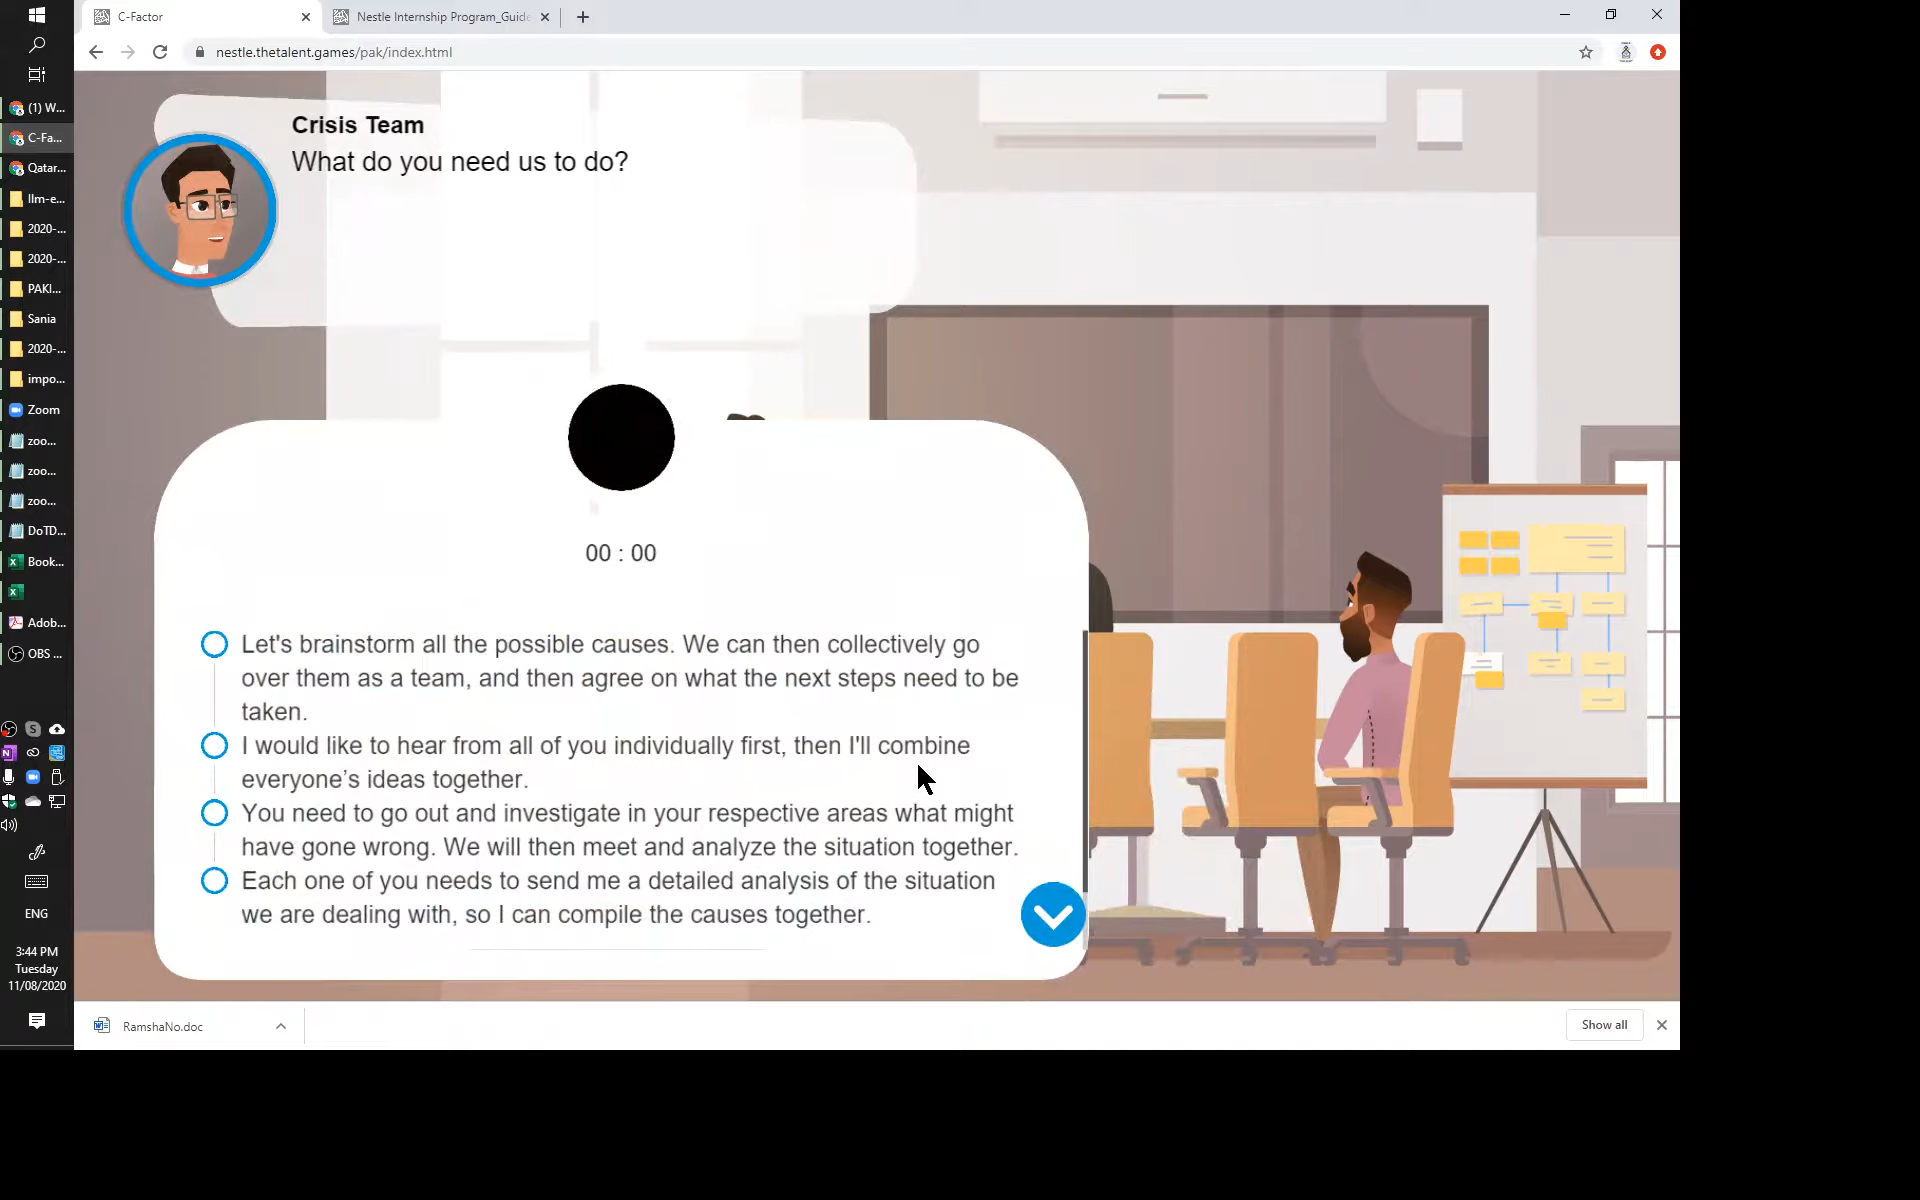 C-Factor
Nestle Internship Program_Guide
nestle.thetalent.games/pak/index.html
(1) W...
C-Fa...
Qatar...
llm-e...
2020-...
2020-...
PAKI...
Sania
2020-...
impo...
Zoom
zoo...
zoo...
zoo...
DoTD...
Book...
Adob...
OBS ...
ENG
3:44 PM
Tuesday
11/08/2020
Crisis Team
What do you need us to do?
00 : 00
Let's brainstorm all the possible causes. We can then collectively go
over them as a team, and then agree on what the next steps need to be
taken.
I would like to hear from all of you individually first, then I'll combine
everyone’s ideas together.
You need to go out and investigate in your respective areas what might
have gone wrong. We will then meet and analyze the situation together.
Each one of you needs to send me a detailed analysis of the situation
we are dealing with, so I can compile the causes together.
RamshaNo.doc
Show all